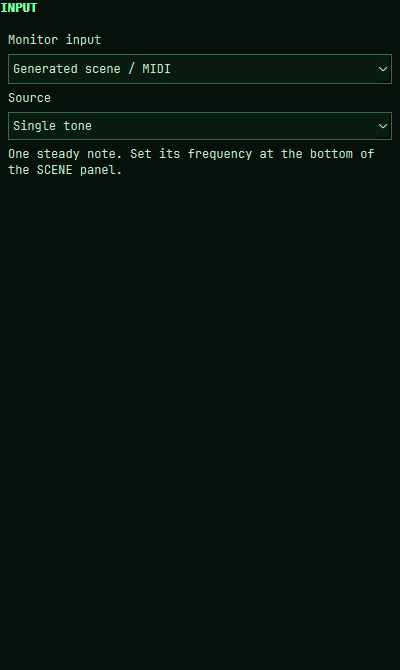 INPUT
Monitor input
Generated scene / MIDI
Source
Single tone
One steady note. Set its frequency at the bottom of
the SCENE panel.